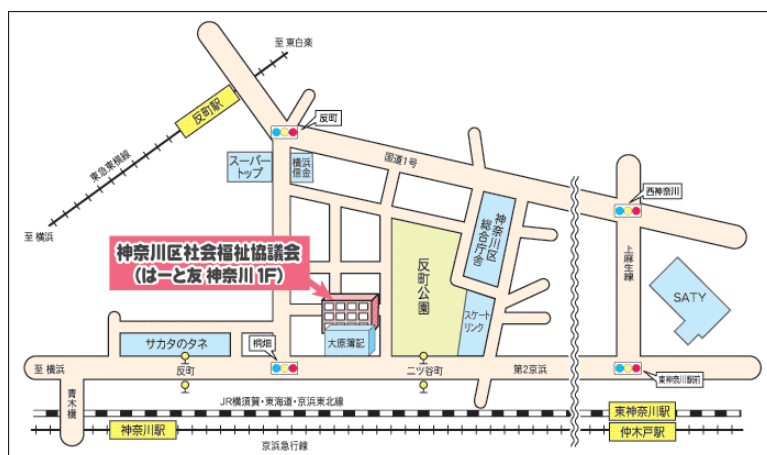 至 東白楽
反町駅
東急東横線
至 横浜
反町
国道1号
スーパー
トップ
横浜
信金
西神奈川
神奈川区
総合庁舎
上麻生線
神奈川区社会福祉協議会
(はーと友 神奈川 1F)
反町公園
SATY
スケート
リンク
サカタのタネ
桐畑
大原簿記
至 横浜
反町
二ツ谷町
第2京浜
東神奈川駅前
青木橋
JR横須賀・東海道・京浜東北線
東神奈川駅
神奈川駅
京浜急行線
仲木戸駅